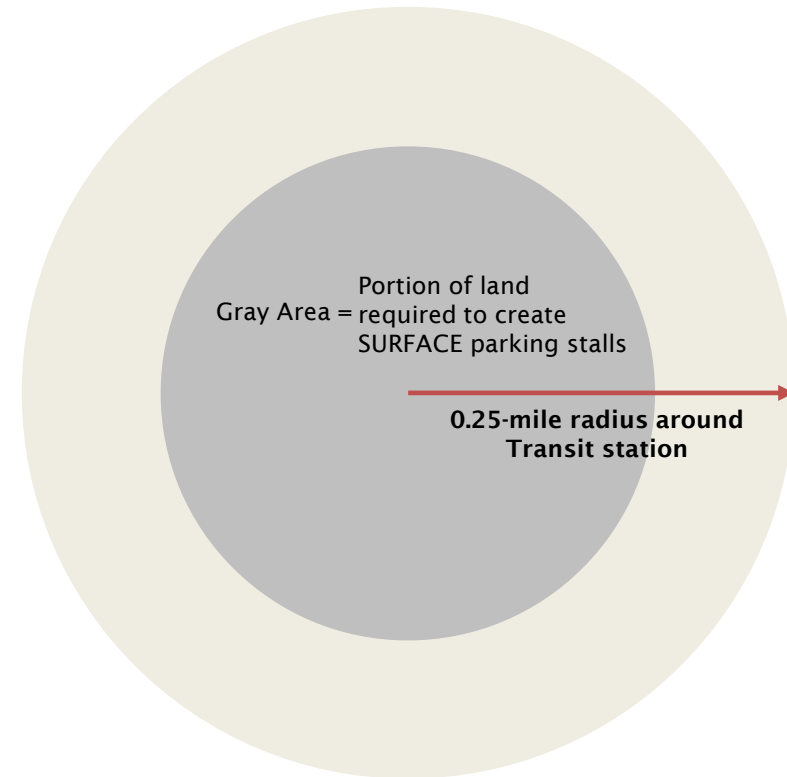 Portion of land
Gray Area = required to create
SURFACE parking stalls
0.25-mile radius around
Transit station